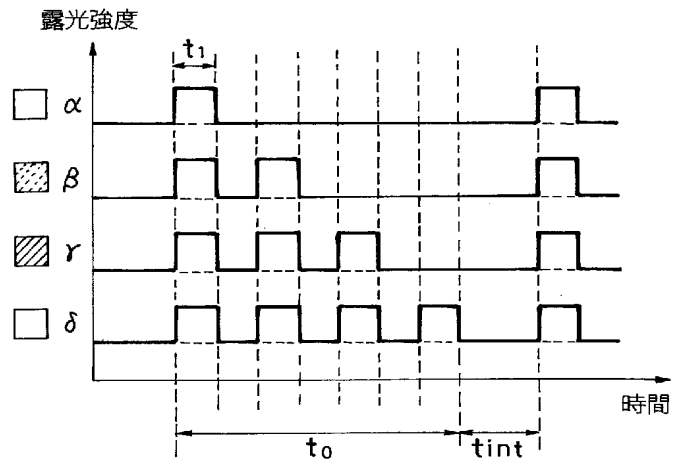 露光強度
t₁
α
β
γ
δ
時間
t₀
tint